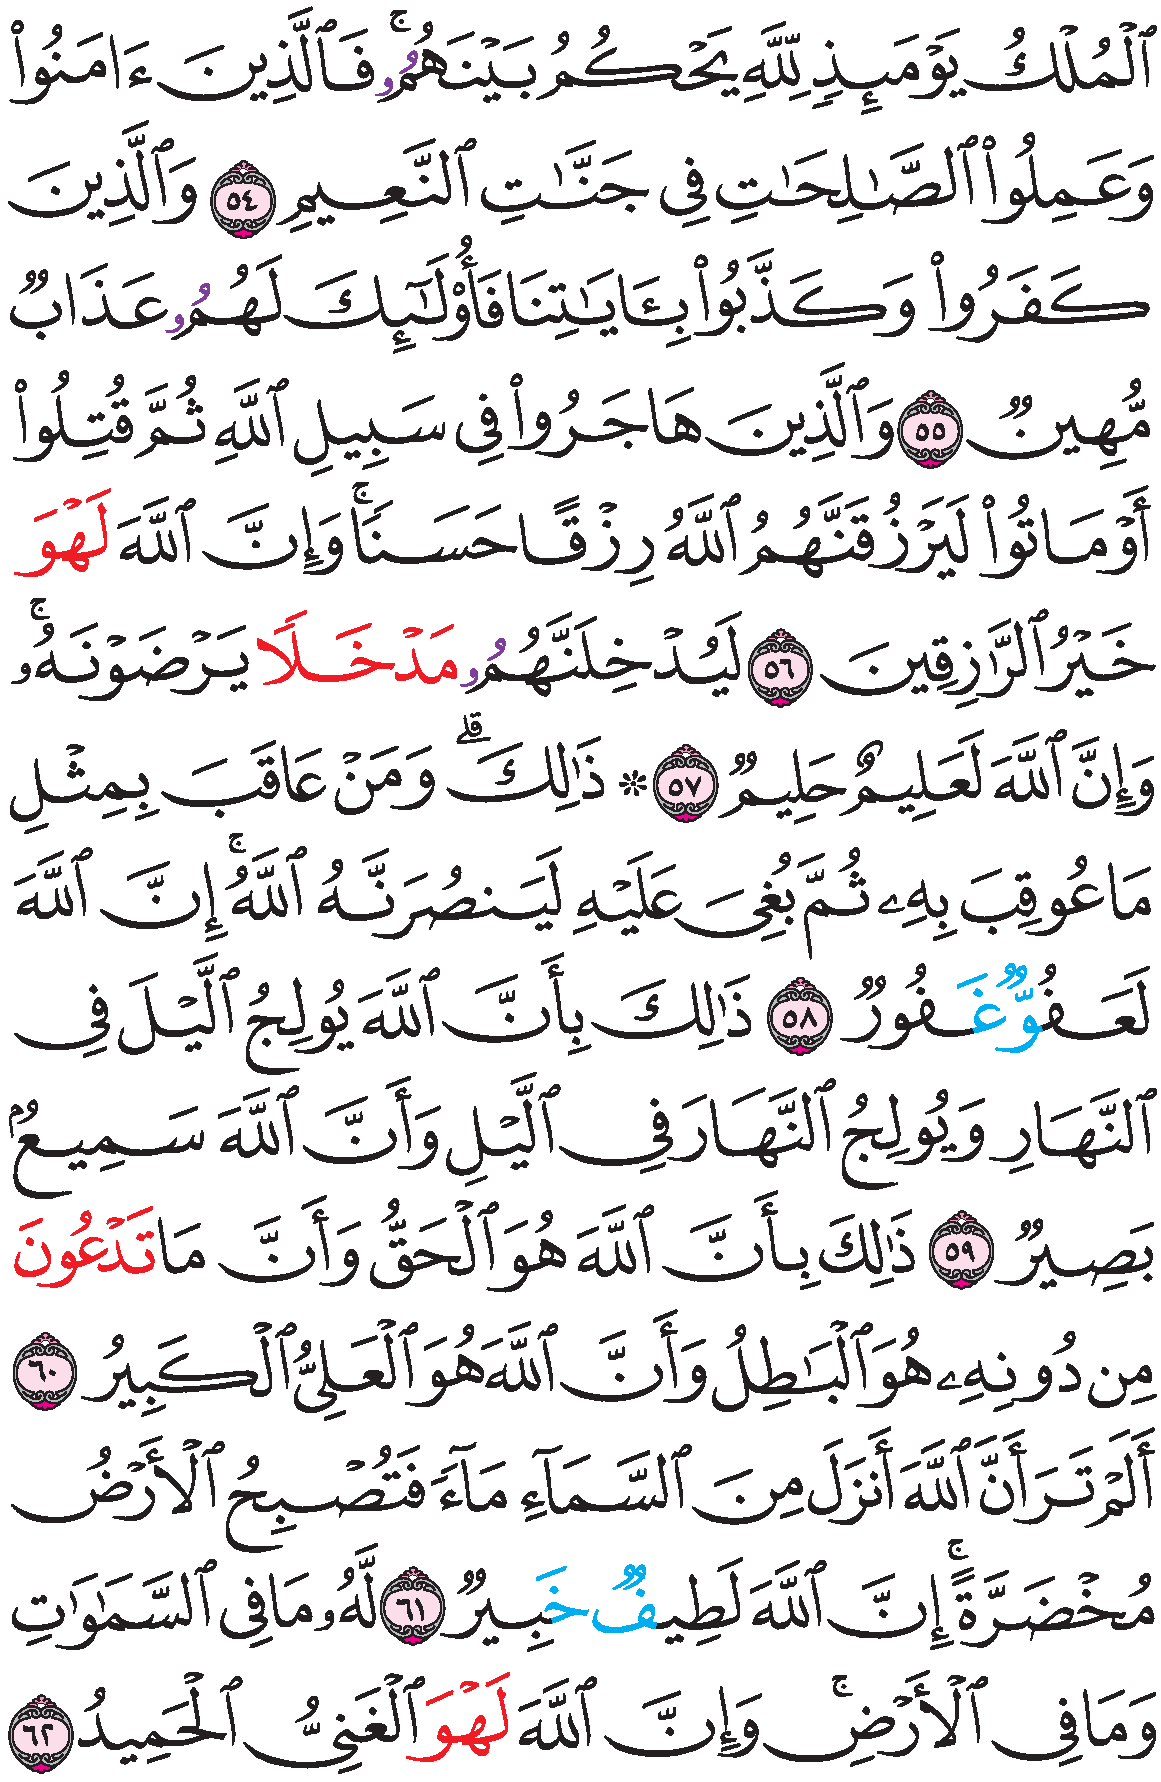 ٱلۡمُلۡكُ يَوۡمَئِذٖ لِّلَّهِ يَحۡكُمُ بَيۡنَهُمُۥۚ فَٱلَّذِينَ ءَامَنُواْ
وَعَمِلُواْ ٱلصَّٰلِحَٰتِ فِي جَنَّٰتِ ٱلنَّعِيمِ ٥٤ وَٱلَّذِينَ
كَفَرُواْ وَكَذَّبُواْ بِـَٔايَٰتِنَا فَأُوْلَٰٓئِكَ لَهُمُۥ عَذَابٞ
مُّهِينٞ ٥٥ وَٱلَّذِينَ هَاجَرُواْ فِي سَبِيلِ ٱللَّهِ ثُمَّ قُتِلُواْ
أَوۡ مَاتُواْ لَيَرۡزُقَنَّهُمُ ٱللَّهُ رِزۡقًا حَسَنٗاۚ وَإِنَّ ٱللَّهَ لَهۡوَ
خَيۡرُ ٱلرَّٰزِقِينَ ٥٦ لَيُدۡخِلَنَّهُمُۥ مَدۡخَلٗا يَرۡضَوۡنَهُۥۚ
وَإِنَّ ٱللَّهَ لَعَلِيمٌ حَلِيمٞ ٥٧ ۞ ذَٰلِكَۖ وَمَنۡ عَاقَبَ بِمِثۡلِ
مَا عُوقِبَ بِهِۦ ثُمَّ بُغِيَ عَلَيۡهِ لَيَنصُرَنَّهُ ٱللَّهُۚ إِنَّ ٱللَّهَ
لَعَفُوٌّ غَفُورٞ ٥٨ ذَٰلِكَ بِأَنَّ ٱللَّهَ يُولِجُ ٱلَّيۡلَ فِي
ٱلنَّهَارِ وَيُولِجُ ٱلنَّهَارَ فِي ٱلَّيۡلِ وَأَنَّ ٱللَّهَ سَمِيعُۢ
بَصِيرٞ ٥٩ ذَٰلِكَ بِأَنَّ ٱللَّهَ هُوَ ٱلۡحَقُّ وَأَنَّ مَا تَدۡعُونَ
مِن دُونِهِۦ هُوَ ٱلۡبَٰطِلُ وَأَنَّ ٱللَّهَ هُوَ ٱلۡعَلِيُّ ٱلۡكَبِيرُ ٦٠
أَلَمۡ تَرَ أَنَّ ٱللَّهَ أَنزَلَ مِنَ ٱلسَّمَآءِ مَآءٗ فَتُصۡبِحُ ٱلۡأَرۡضُ
مُخۡضَرَّةًۚ إِنَّ ٱللَّهَ لَطِيفٌ خَبِيرٞ ٦١ لَّهُۥ مَا فِي ٱلسَّمَٰوَٰتِ
وَمَا فِي ٱلۡأَرۡضِۚ وَإِنَّ ٱللَّهَ لَهۡوَ ٱلۡغَنِيُّ ٱلۡحَمِيدُ ٦٢